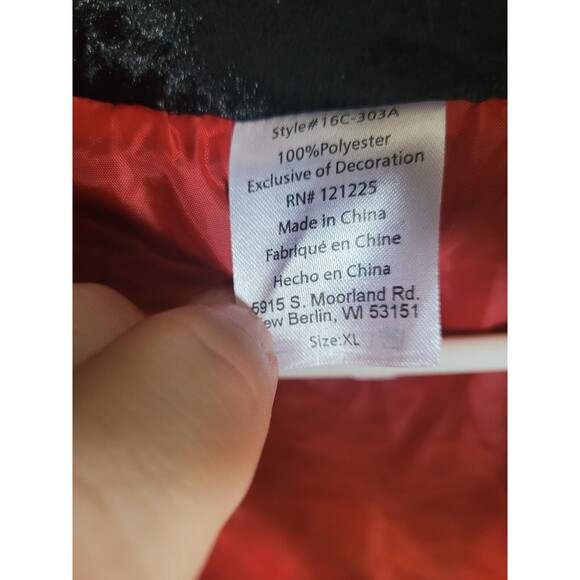 Style# 16C-303A
100%Polyester
Exclusive of Decoration
RN# 121225
Made in China
Fabriqué en Chine
Hecho en China
5915 S. Moorland Rd.
ew Berlin, WI 53151
Size:XL